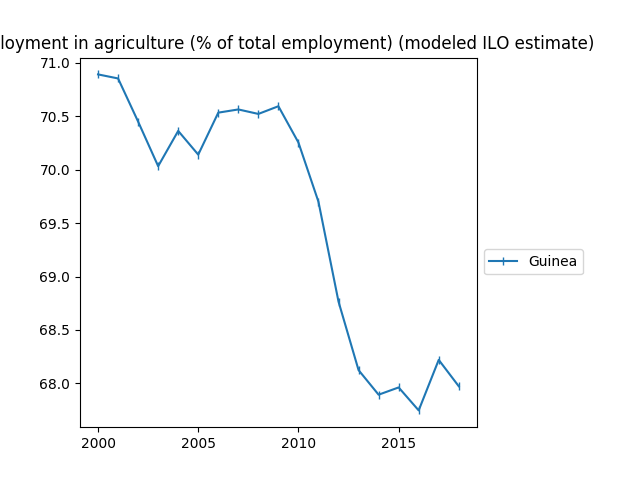 loyment in agriculture (% of total employment) (modeled ILO estimate)
71.0
70.5
70.0
69.5
69.0
68.5
68.0
Guinea
2000 2005 2010 2015